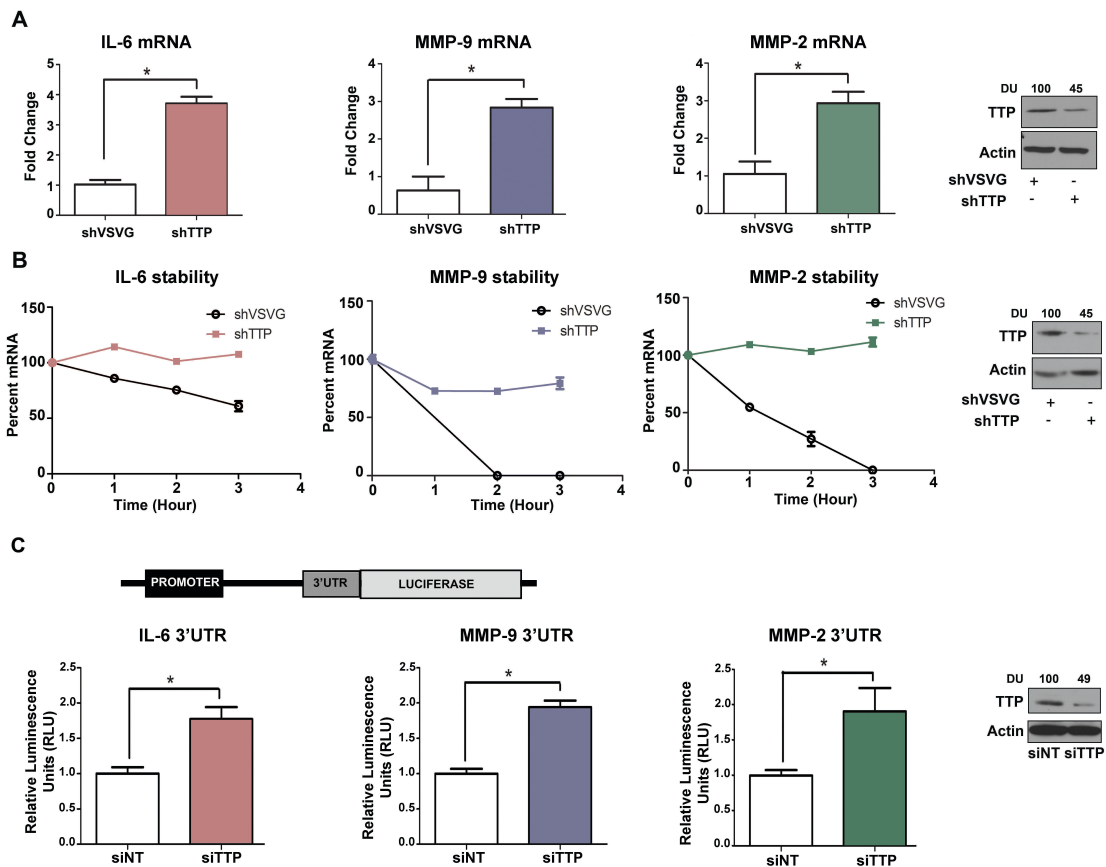 A
IL-6 mRNA
MMP-9 mRNA
MMP-2 mRNA
Fold Change
5
4
3
2
1
0
*
shVSVG shTTP
Fold Change
4
3
2
1
0
*
shVSVG shTTP
Fold Change
4
3
2
1
0
*
shVSVG shTTP
DU 100 45
TTP
Actin
shVSVG + -
shTTP - +
B
IL-6 stability
MMP-9 stability
MMP-2 stability
Percent mRNA
150
100
50
0
shVSVG
shTTP
0 1 2 3 4
Time (Hour)
Percent mRNA
150
100
50
0
shVSVG
shTTP
0 1 2 3 4
Time (Hour)
Percent mRNA
150
100
50
0
shVSVG
shTTP
0 1 2 3 4
Time (Hour)
DU 100 45
TTP
Actin
shVSVG + -
shTTP - +
C
PROMOTER 3'UTR LUCIFERASE
IL-6 3'UTR
MMP-9 3'UTR
MMP-2 3'UTR
Relative Luminescence
Units (RLU)
2.5
2.0
1.5
1.0
0.5
0.0
*
siNT siTTP
Relative Luminescence
Units (RLU)
2.5
2.0
1.5
1.0
0.5
0.0
*
siNT siTTP
Relative Luminescence
Units (RLU)
2.5
2.0
1.5
1.0
0.5
0.0
*
siNT siTTP
DU 100 49
TTP
Actin
siNT siTTP